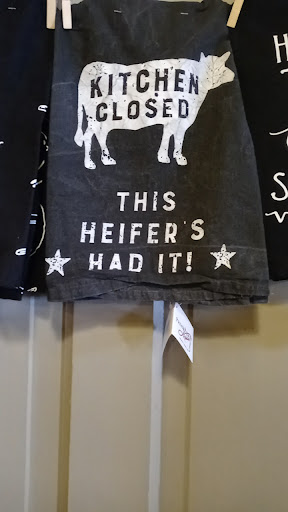 KITCHEN
CLOSED
THIS
HEIFER'S
HAD IT!